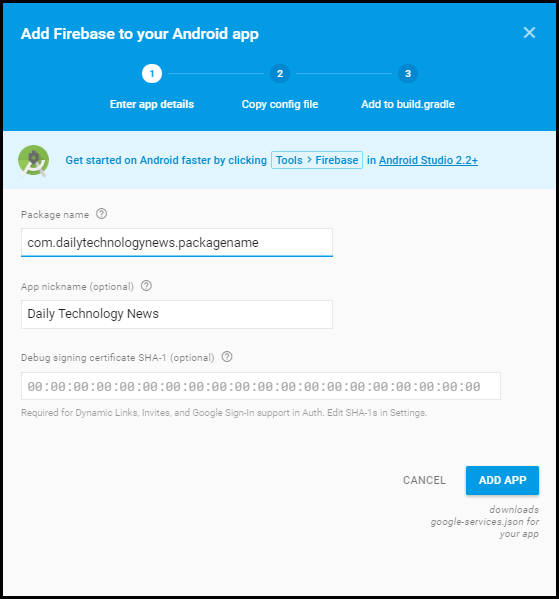 Add Firebase to your Android app
1 2 3
Enter app details Copy config file Add to build.gradle
Get started on Android faster by clicking Tools > Firebase in Android Studio 2.2+
Package name ?
com.dailytechnologynews.packagename
App nickname (optional) ?
Daily Technology News
Debug signing certificate SHA-1 (optional) ?
00:00:00:00:00:00:00:00:00:00:00:00:00:00:00:00:00:00:00:00
Required for Dynamic Links, Invites, and Google Sign-In support in Auth. Edit SHA-1s in Settings.
CANCEL ADD APP
downloads
google-services.json for
your app